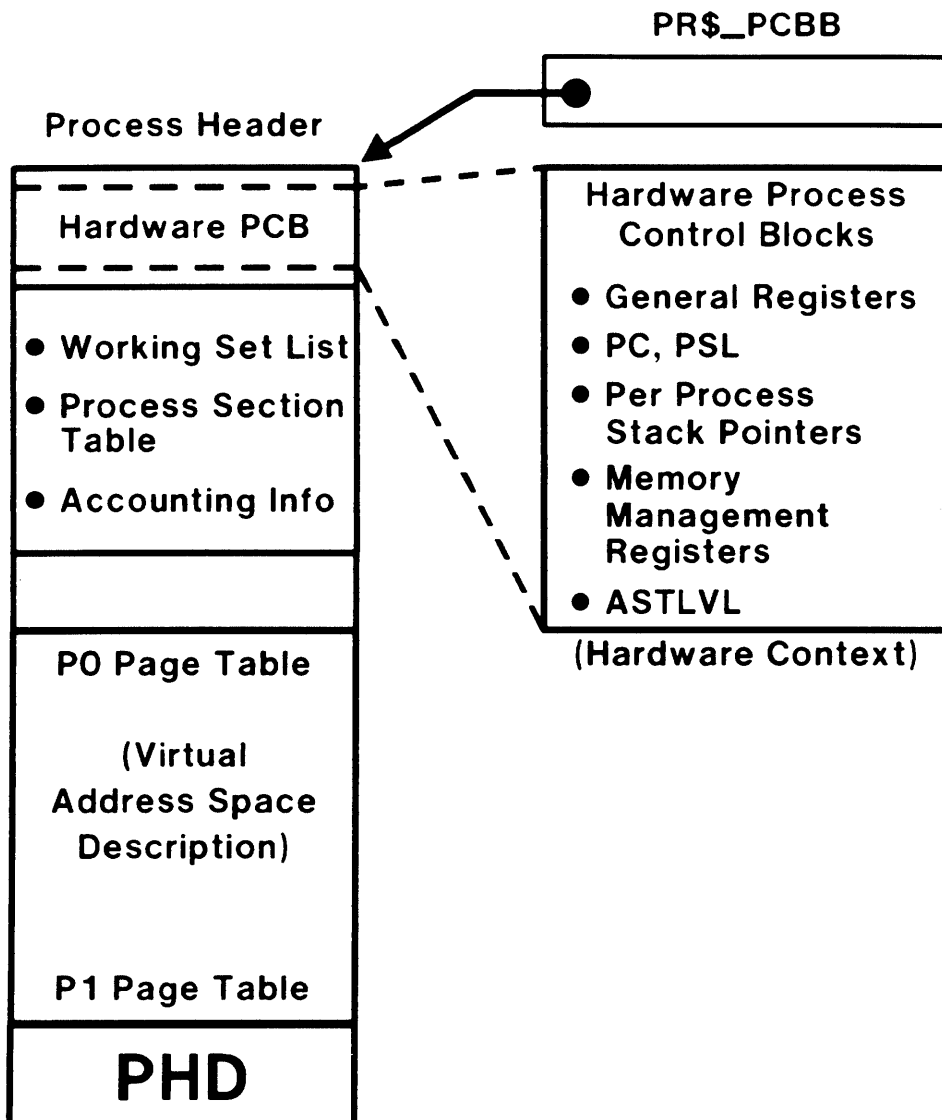 PR$_PCBB
Process Header
Hardware PCB
● Working Set List
● Process Section
Table
● Accounting Info
P0 Page Table
(Virtual
Address Space
Description)
P1 Page Table
PHD
Hardware Process
Control Blocks
● General Registers
● PC, PSL
● Per Process
Stack Pointers
● Memory
Management
Registers
● ASTLVL
(Hardware Context)